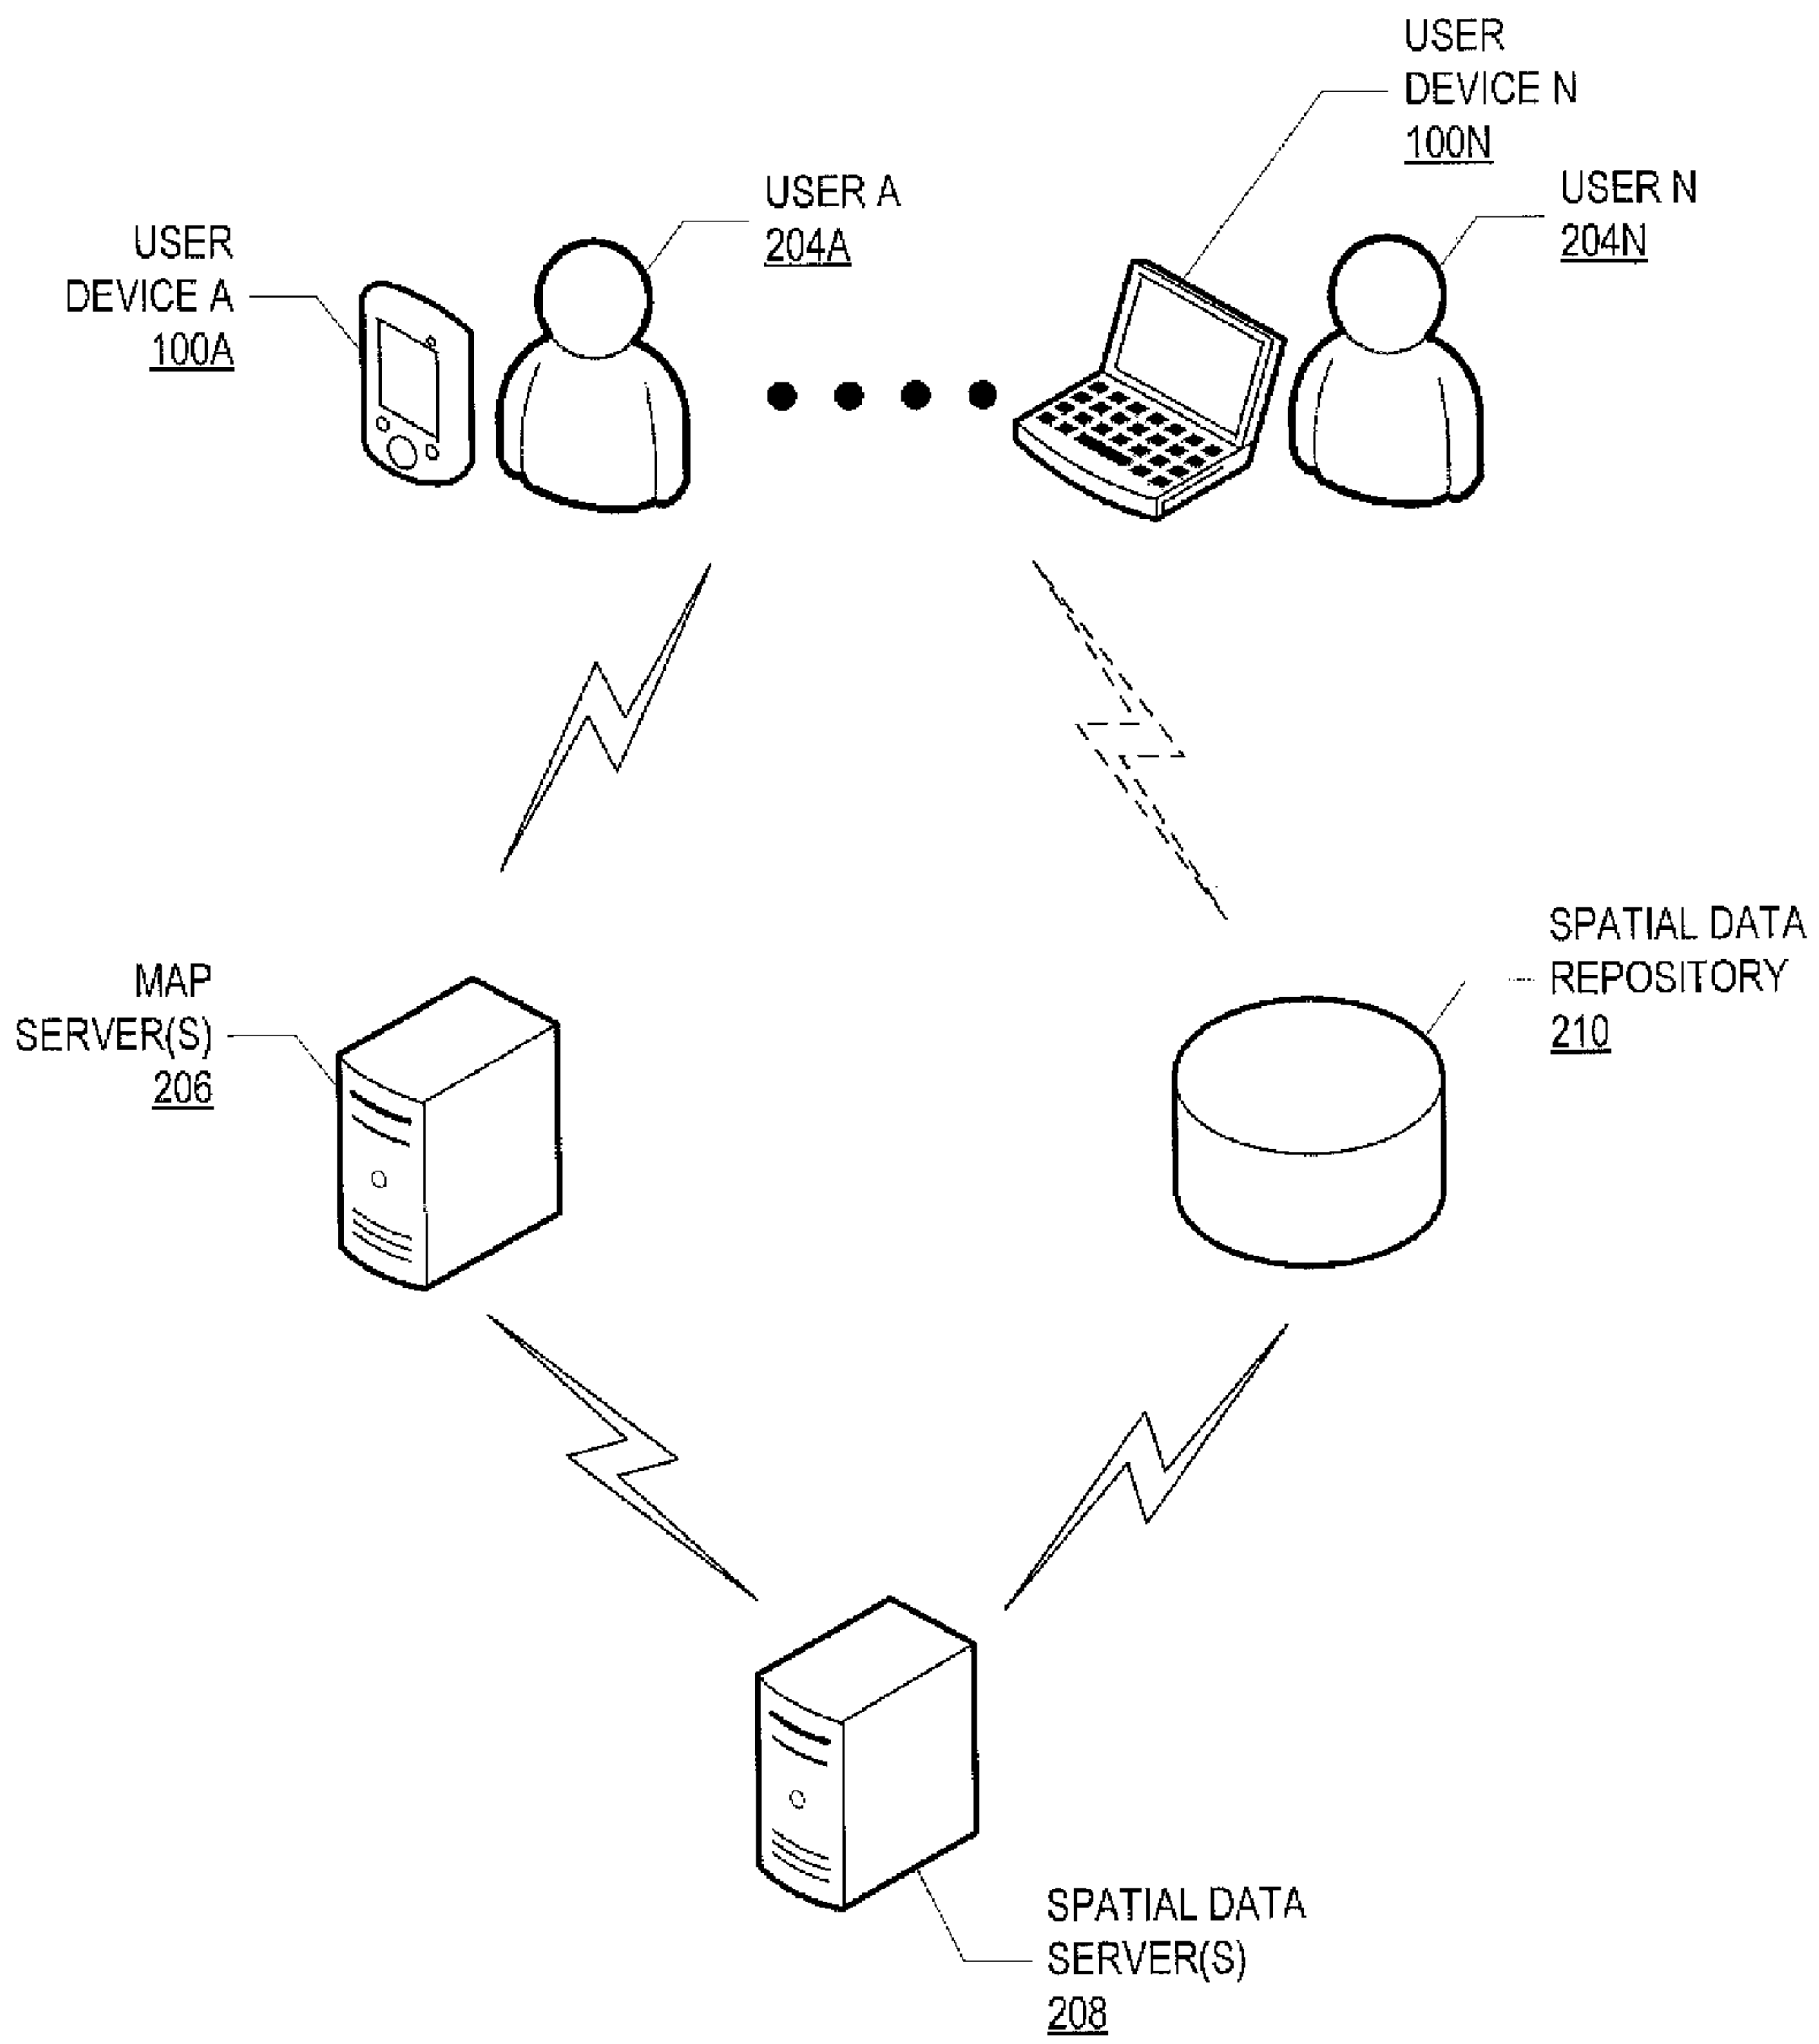 USER
DEVICE N
100N
USER A
204A
USER N
204N
USER
DEVICE A
100A
SPATIAL DATA
REPOSITORY
210
MAP
SERVER(S)
206
SPATIAL DATA
SERVER(S)
208